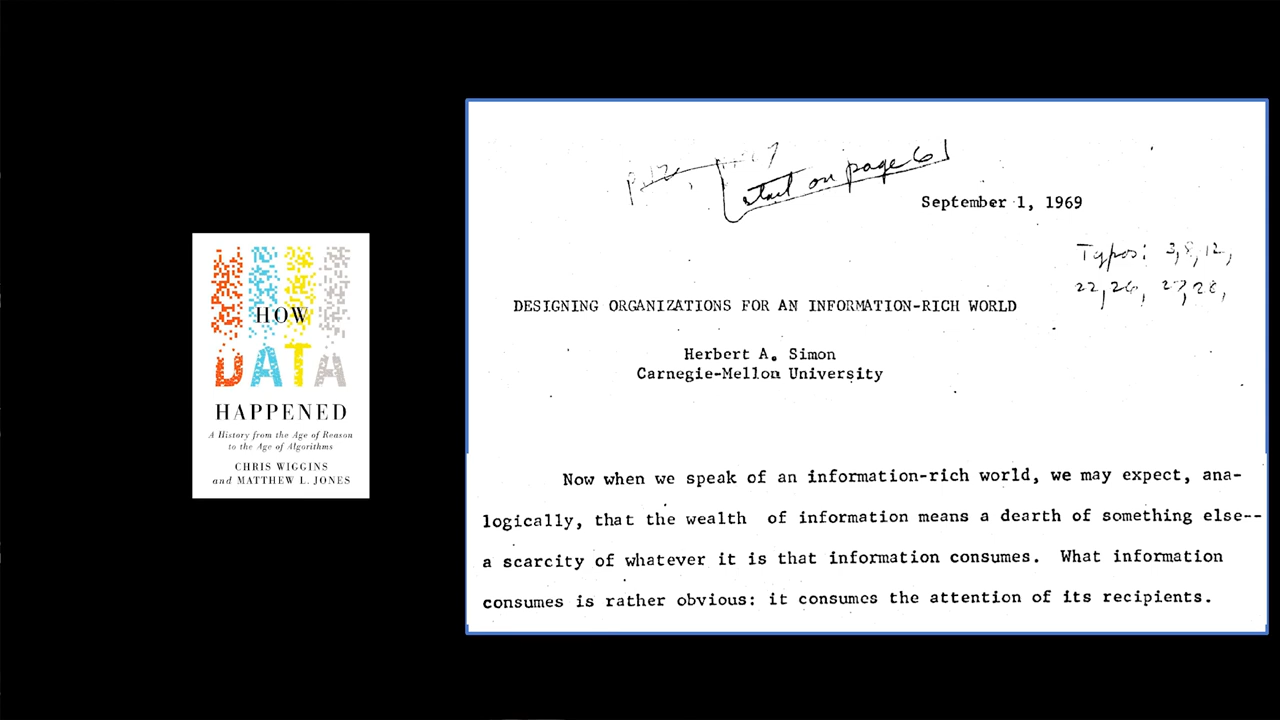 HOW
DATA
HAPPENED
A History from the Age of Reason
to the Age of Algorithms
CHRIS WIGGINS
and MATTHEW L. JONES
start on page 6
September 1, 1969
Typos: 3, 8, 12,
22, 26, 27, 28,
DESIGNING ORGANIZATIONS FOR AN INFORMATION-RICH WORLD
Herbert A. Simon
Carnegie-Mellon University
Now when we speak of an information-rich world, we may expect, ana-
logically, that the wealth of information means a dearth of something else--
a scarcity of whatever it is that information consumes. What information
consumes is rather obvious: it consumes the attention of its recipients.